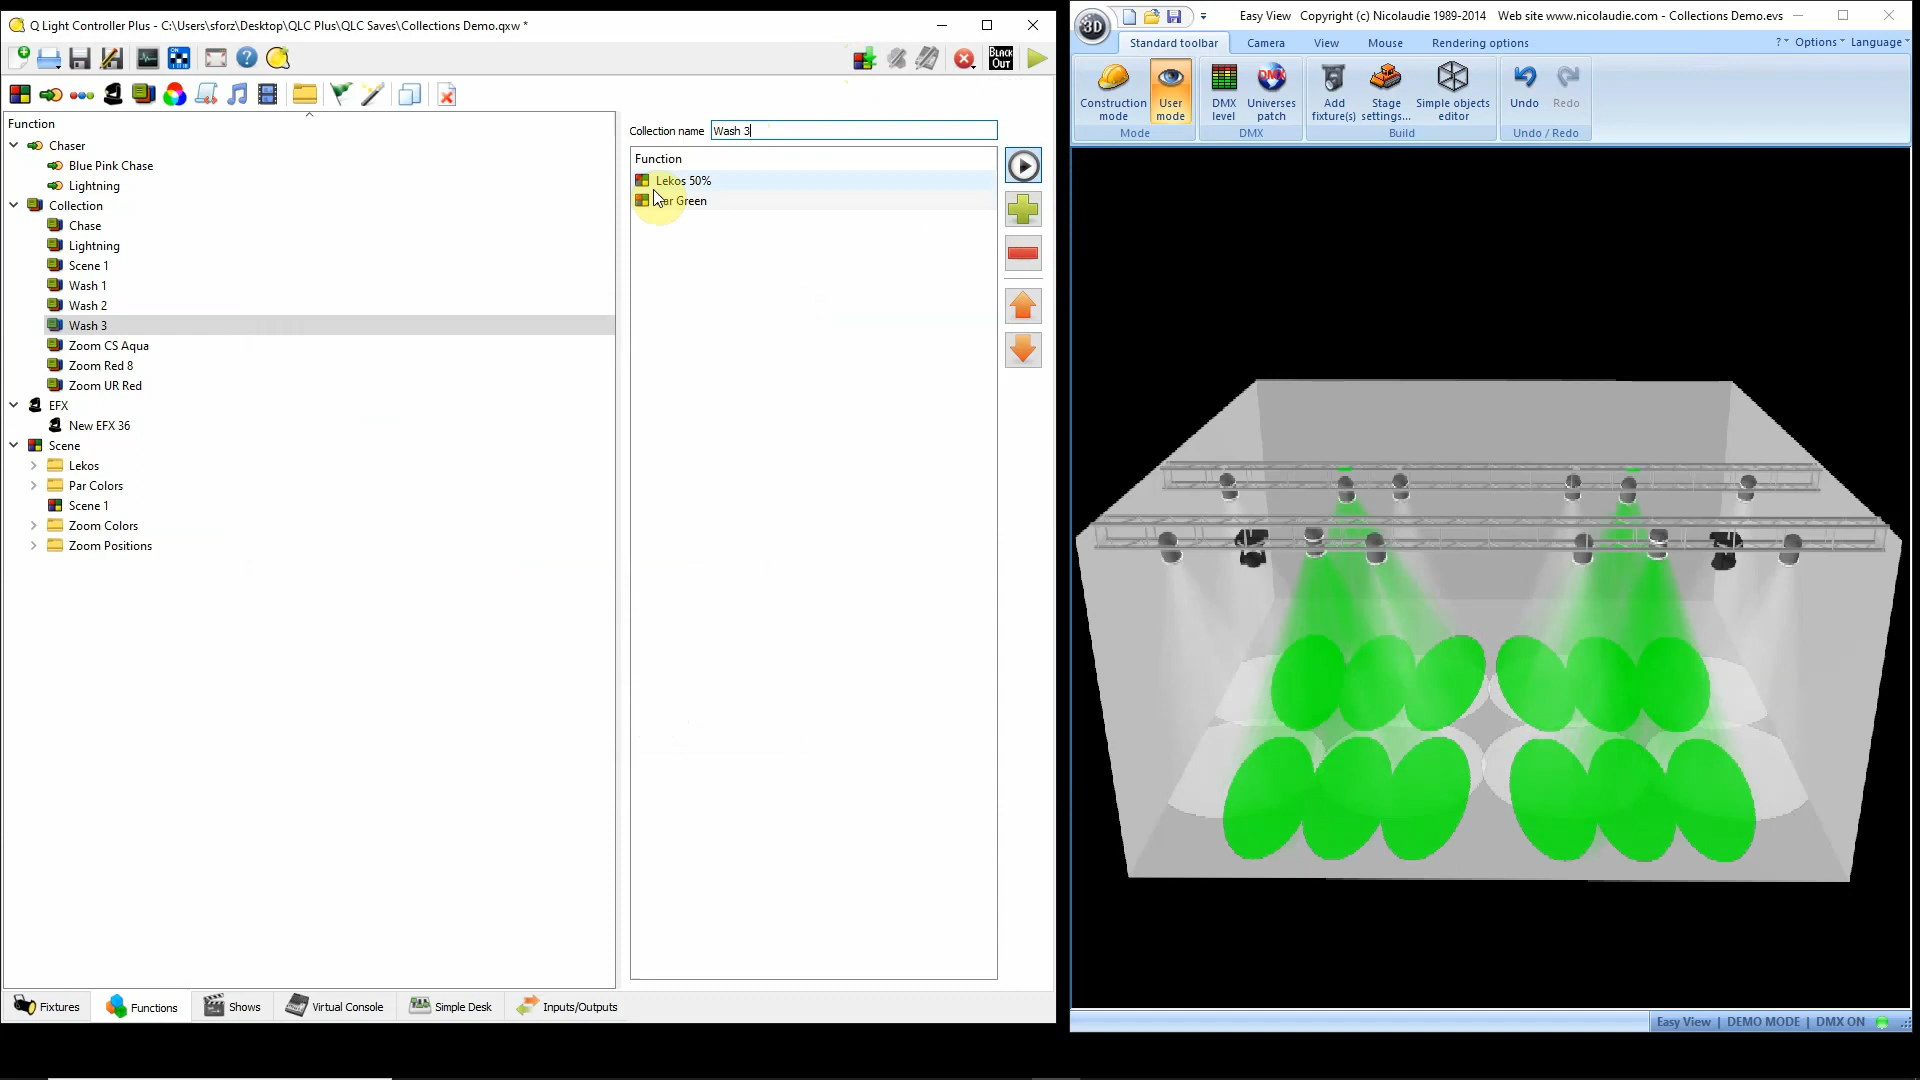 Q Light Controller Plus - C:\Users\sforz\Desktop\QLC Plus\QLC Saves\Collections Demo.qxw *
BLACK
OUT
Function
Chaser
Blue Pink Chase
Lightning
Collection
Chase
Lightning
Scene 1
Wash 1
Wash 2
Wash 3
Zoom CS Aqua
Zoom Red 8
Zoom UR Red
EFX
New EFX 36
Scene
Lekos
Par Colors
Scene 1
Zoom Colors
Zoom Positions
Collection name Wash 3
Function
Lekos 50%
ar Green
Fixtures Functions Shows Virtual Console Simple Desk Inputs/Outputs
3D
Easy View Copyright (c) Nicolaudie 1989-2014 Web site www.nicolaudie.com - Collections Demo.evs
Standard toolbar Camera View Mouse Rendering options ? Options Language
DMX
Construction mode
User mode
DMX level
Universes patch
Add fixture(s)
Stage settings...
Simple objects editor
Undo Redo
Mode DMX Build Undo / Redo
Easy View | DEMO MODE | DMX ON